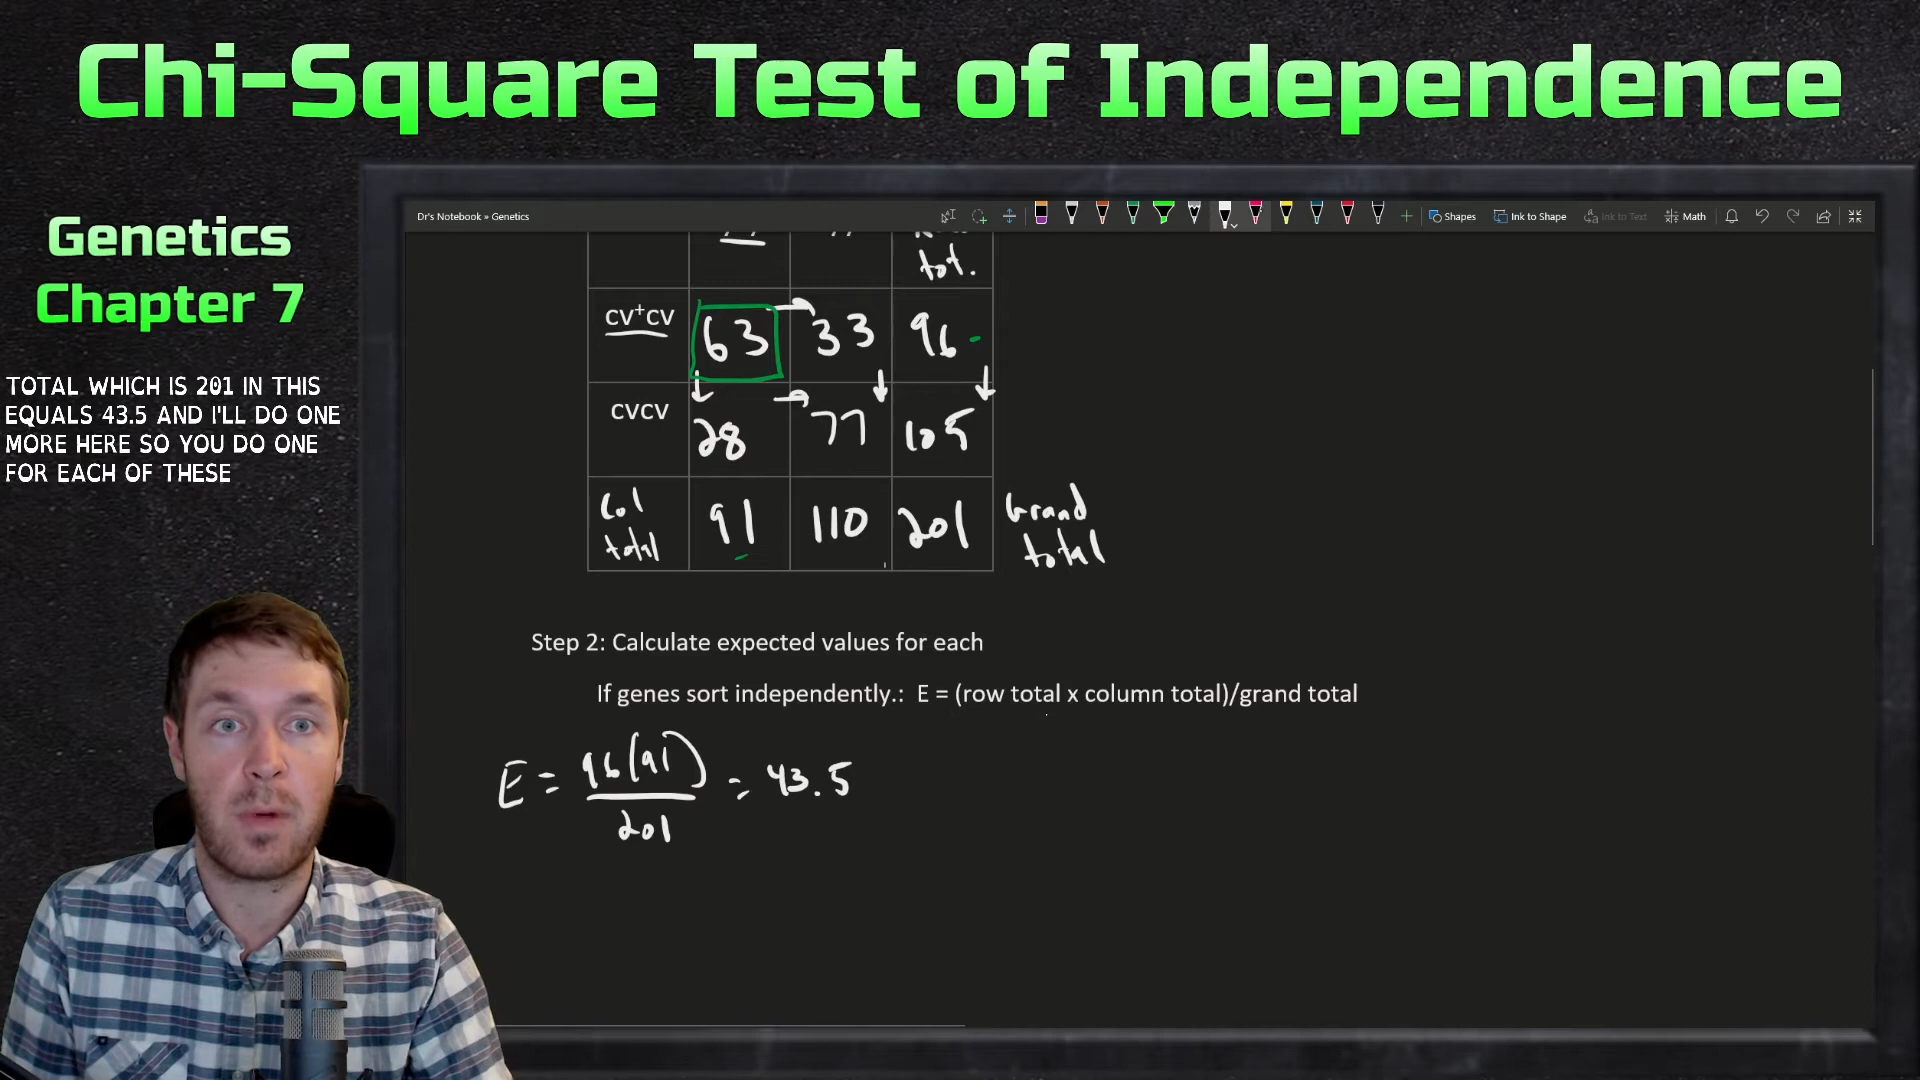 Chi-Square Test of Independence
Genetics
Chapter 7
TOTAL WHICH IS 201 IN THIS
EQUALS 43.5 AND I'LL DO ONE
MORE HERE SO YOU DO ONE
FOR EACH OF THESE
Dr's Notebook » Genetics
Shapes
Ink to Shape
Ink to Text
Math
tot.
cv⁺cv 63 33 96
cvcv 28 77 105
Col
total
91 110 201
Grand
total
Step 2: Calculate expected values for each
If genes sort independently.: E = (row total x column total)/grand total
E = 96(91) / 201 = 43.5